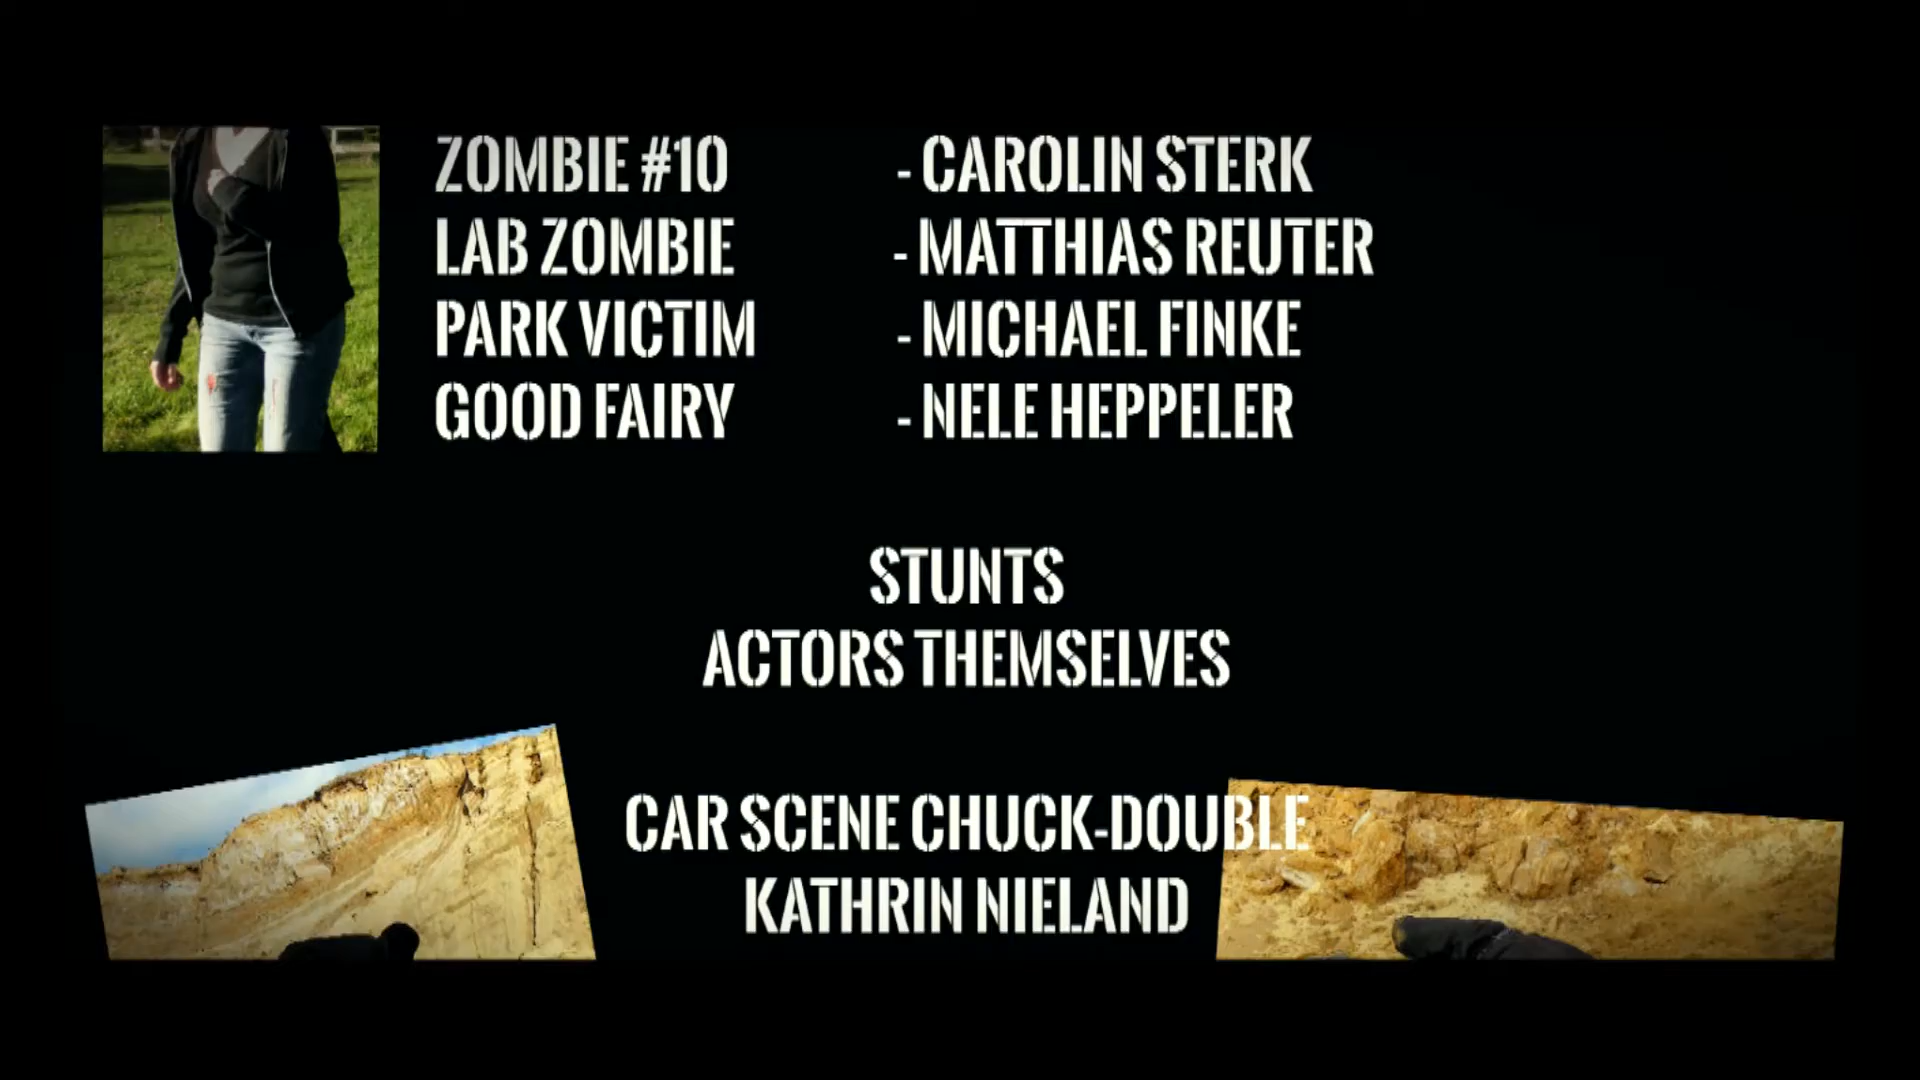 ZOMBIE #10 - CAROLIN STERK
LAB ZOMBIE - MATTHIAS REUTER
PARK VICTIM - MICHAEL FINKE
GOOD FAIRY - NELE HEPPELER
STUNTS
ACTORS THEMSELVES
CAR SCENE CHUCK-DOUBLE
KATHRIN NIELAND